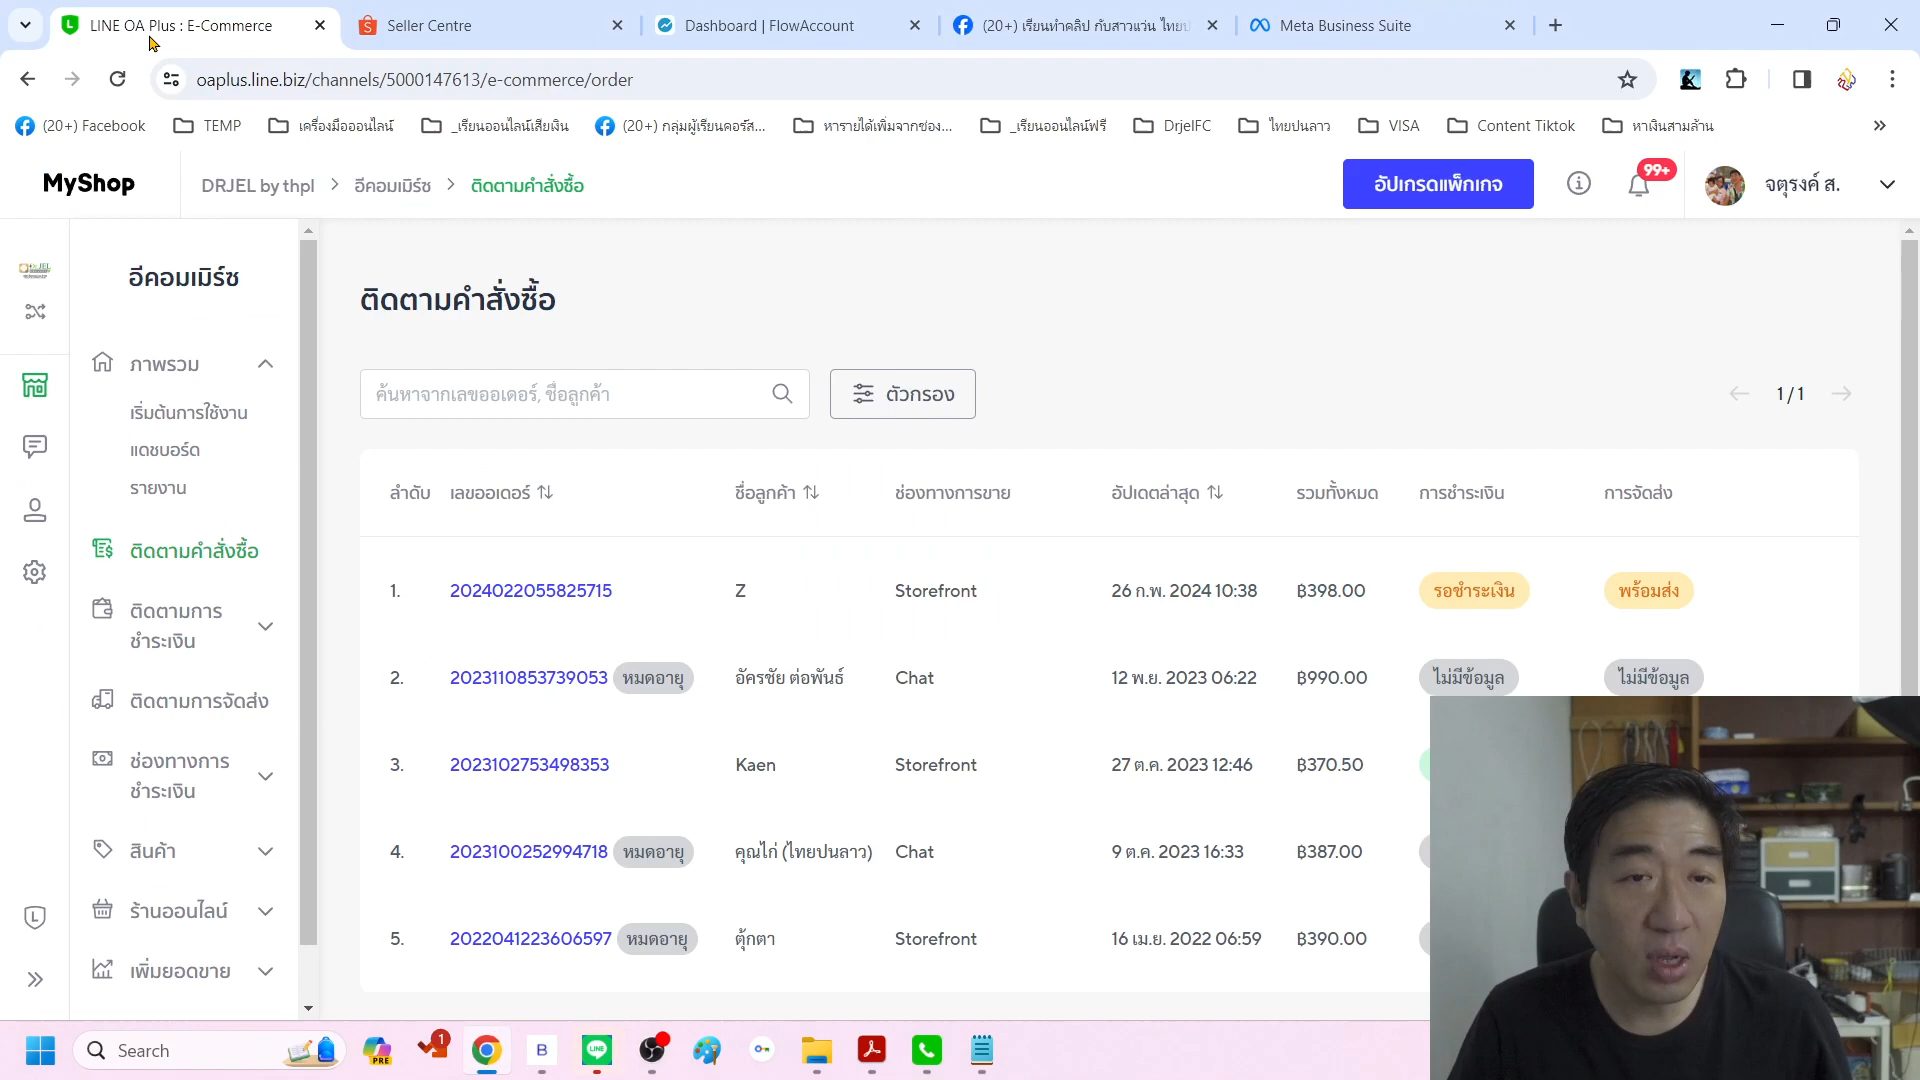 LINE OA Plus : E-Commerce
Seller Centre
Dashboard | FlowAccount
(20+) เรียนทำคลิป กับสาวแว่น ไทยป
Meta Business Suite
oaplus.line.biz/channels/5000147613/e-commerce/order
(20+) Facebook
TEMP
เครื่องมือออนไลน์
_เรียนออนไลน์เสียเงิน
(20+) กลุ่มผู้เรียนคอร์ส...
หารายได้เพิ่มจากช่อง...
_เรียนออนไลน์ฟรี
DrjelFC
ไทยปนลาว
VISA
Content Tiktok
หาเงินสามล้าน
MyShop
DRJEL by thpl > อีคอมเมิร์ซ > ติดตามคำสั่งซื้อ
อัปเกรดแพ็กเกจ
99+
จตุรงค์ ส.
อีคอมเมิร์ซ
ภาพรวม
เริ่มต้นการใช้งาน
แดชบอร์ด
รายงาน
ติดตามคำสั่งซื้อ
ติดตามการ
ชำระเงิน
ติดตามการจัดส่ง
ช่องทางการ
ชำระเงิน
สินค้า
ร้านออนไลน์
เพิ่มยอดขาย
ติดตามคำสั่งซื้อ
ค้นหาจากเลขออเดอร์, ชื่อลูกค้า
ตัวกรอง
1/1
ลำดับ เลขออเดอร์ ชื่อลูกค้า ช่องทางการขาย อัปเดตล่าสุด รวมทั้งหมด การชำระเงิน การจัดส่ง
1. 2024022055825715 Z Storefront 26 ก.พ. 2024 10:38 ฿398.00 รอชำระเงิน พร้อมส่ง
2. 2023110853739053 หมดอายุ อัครชัย ต่อพันธ์ Chat 12 พ.ย. 2023 06:22 ฿990.00 ไม่มีข้อมูล ไม่มีข้อมูล
3. 2023102753498353 Kaen Storefront 27 ต.ค. 2023 12:46 ฿370.50
4. 2023100252994718 หมดอายุ คุณไก่ (ไทยปนลาว) Chat 9 ต.ค. 2023 16:33 ฿387.00
5. 2022041223606597 หมดอายุ ตุ้กตา Storefront 16 เม.ย. 2022 06:59 ฿390.00
Search
PRE
1
B